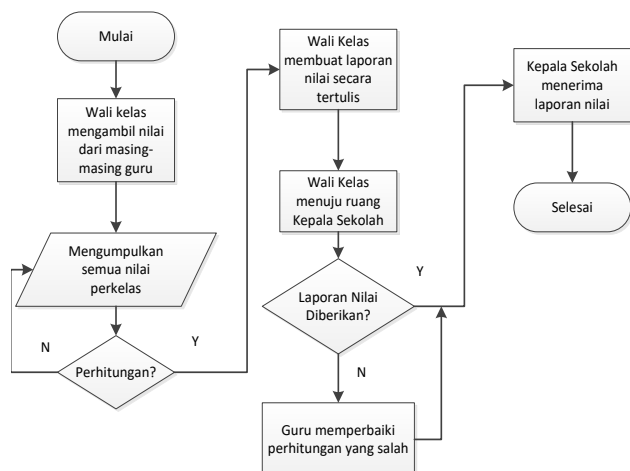 Mulai
Wali kelas
mengambil nilai
dari masing-
masing guru
Mengumpulkan
semua nilai
perkelas
N
Y
Perhitungan?
Wali Kelas
membuat laporan
nilai secara
tertulis
Wali Kelas
menuju ruang
Kepala Sekolah
Y
Laporan Nilai
Diberikan?
N
Guru memperbaiki
perhitungan yang salah
Kepala Sekolah
menerima
laporan nilai
Selesai